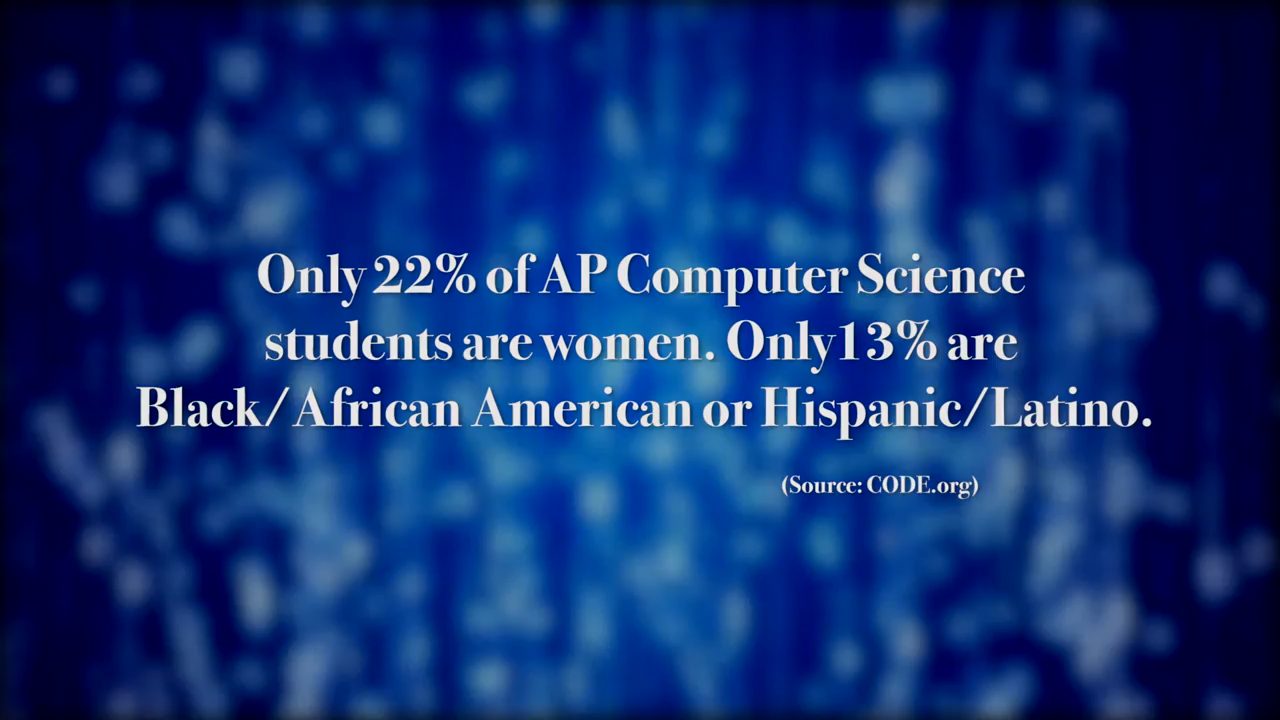 Only 22% of AP Computer Science
students are women. Only13% are
Black/African American or Hispanic/Latino.
(Source: CODE.org)